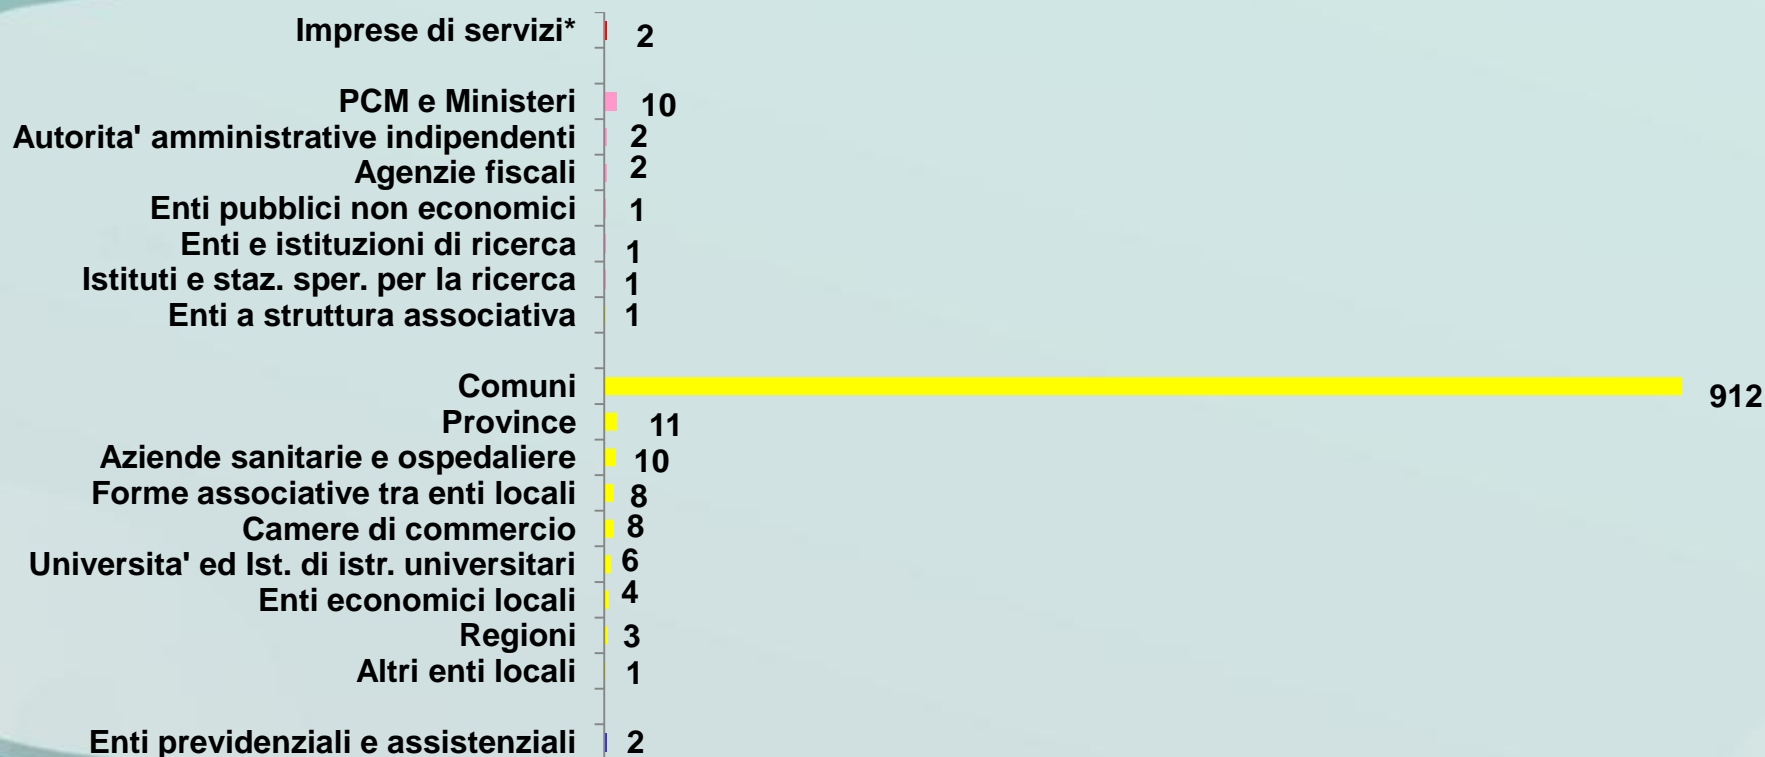 Imprese di servizi* 2
PCM e Ministeri 10
Autorita' amministrative indipendenti 2
Agenzie fiscali 2
Enti pubblici non economici 1
Enti e istituzioni di ricerca 1
Istituti e staz. sper. per la ricerca 1
Enti a struttura associativa 1
Comuni 912
Province 11
Aziende sanitarie e ospedaliere 10
Forme associative tra enti locali 8
Camere di commercio 8
Universita' ed Ist. di istr. universitari 6
Enti economici locali 4
Regioni 3
Altri enti locali 1
Enti previdenziali e assistenziali 2